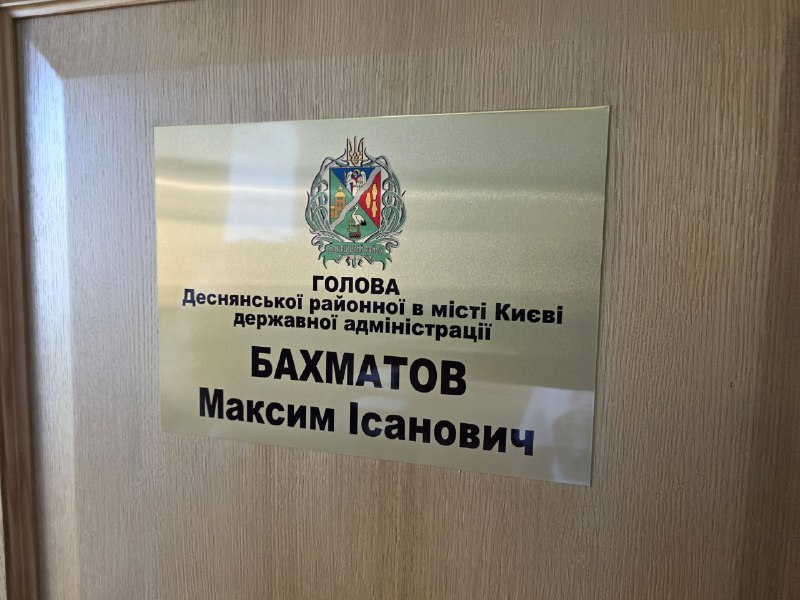 ГОЛОВА
Деснянської районної в місті Києві
державної адміністрації
БАХМАТОВ
Максим Ісанович